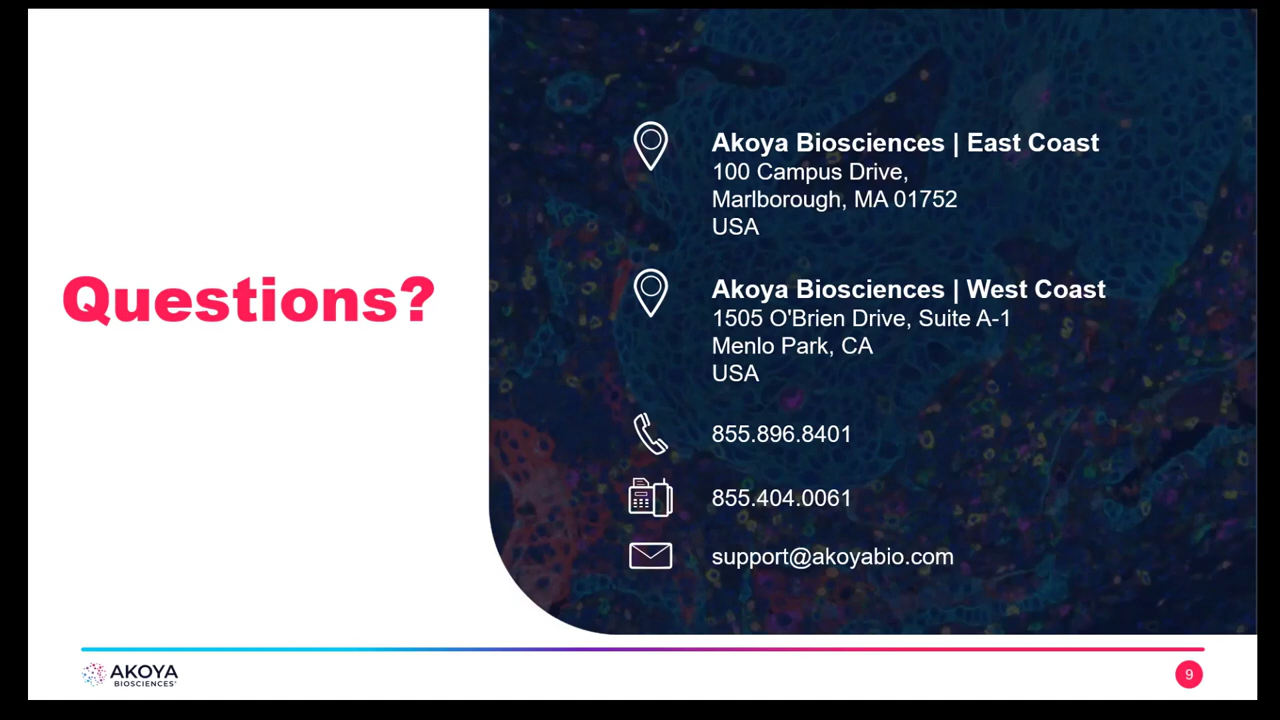 Questions?
Akoya Biosciences | East Coast
100 Campus Drive,
Marlborough, MA 01752
USA
Akoya Biosciences | West Coast
1505 O'Brien Drive, Suite A-1
Menlo Park, CA
USA
855.896.8401
855.404.0061
support@akoyabio.com
AKOYA
BIOSCIENCES
9